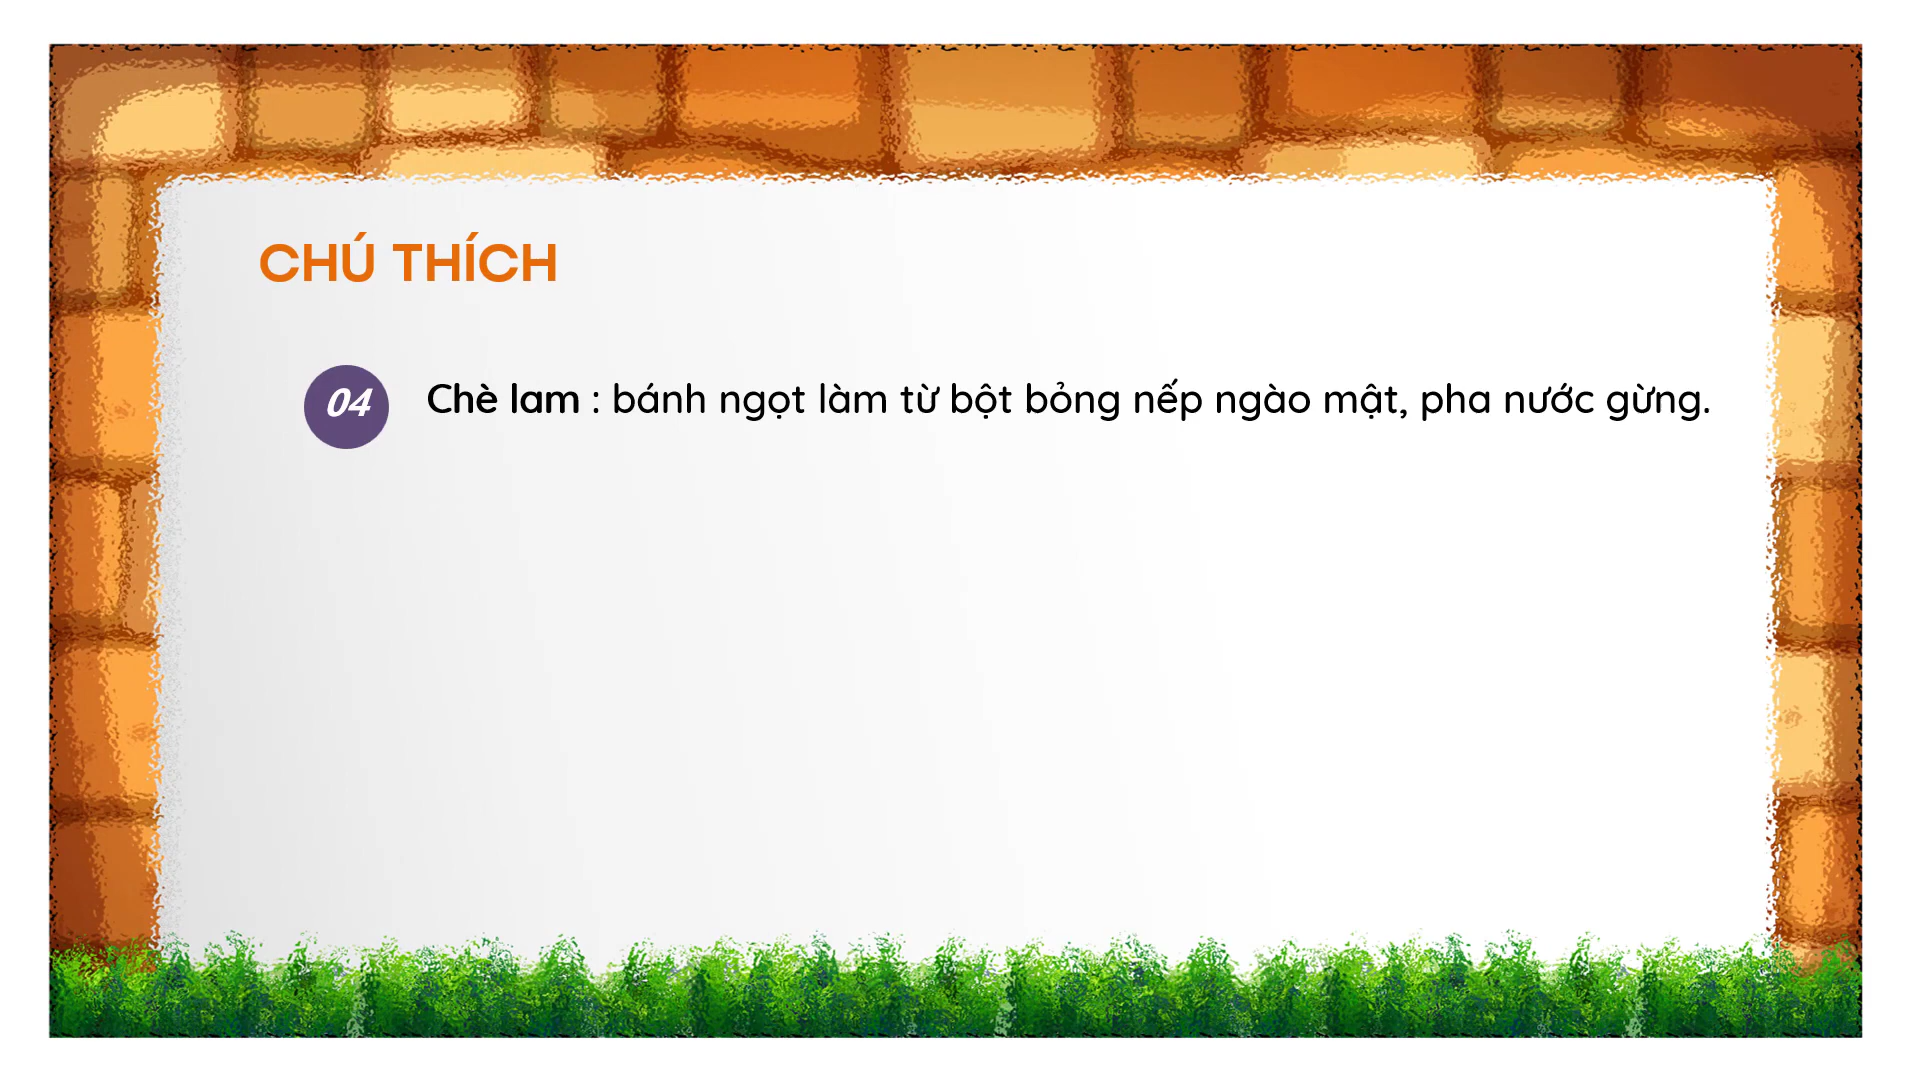 CHÚ THÍCH
04 Chè lam : bánh ngọt làm từ bột bỏng nếp ngào mật, pha nước gừng.